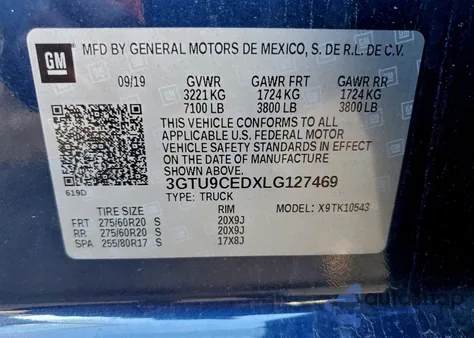 GM
MFD BY GENERAL MOTORS DE MEXICO, S. DE R.L. DE C.V.
09/19 GVWR GAWR FRT GAWR RR
3221 KG 1724 KG 1724 KG
7100 LB 3800 LB 3800 LB
THIS VEHICLE CONFORMS TO ALL
APPLICABLE U.S. FEDERAL MOTOR
VEHICLE SAFETY STANDARDS IN EFFECT
ON THE DATE OF MANUFACTURE
SHOWN ABOVE.
619D
3GTU9CEDXLG127469
TYPE: TRUCK MODEL: X9TK10543
TIRE SIZE RIM
FRT 275/60R20 S 20X9J
RR 275/60R20 S 20X9J
SPA 255/80R17 S 17X8J